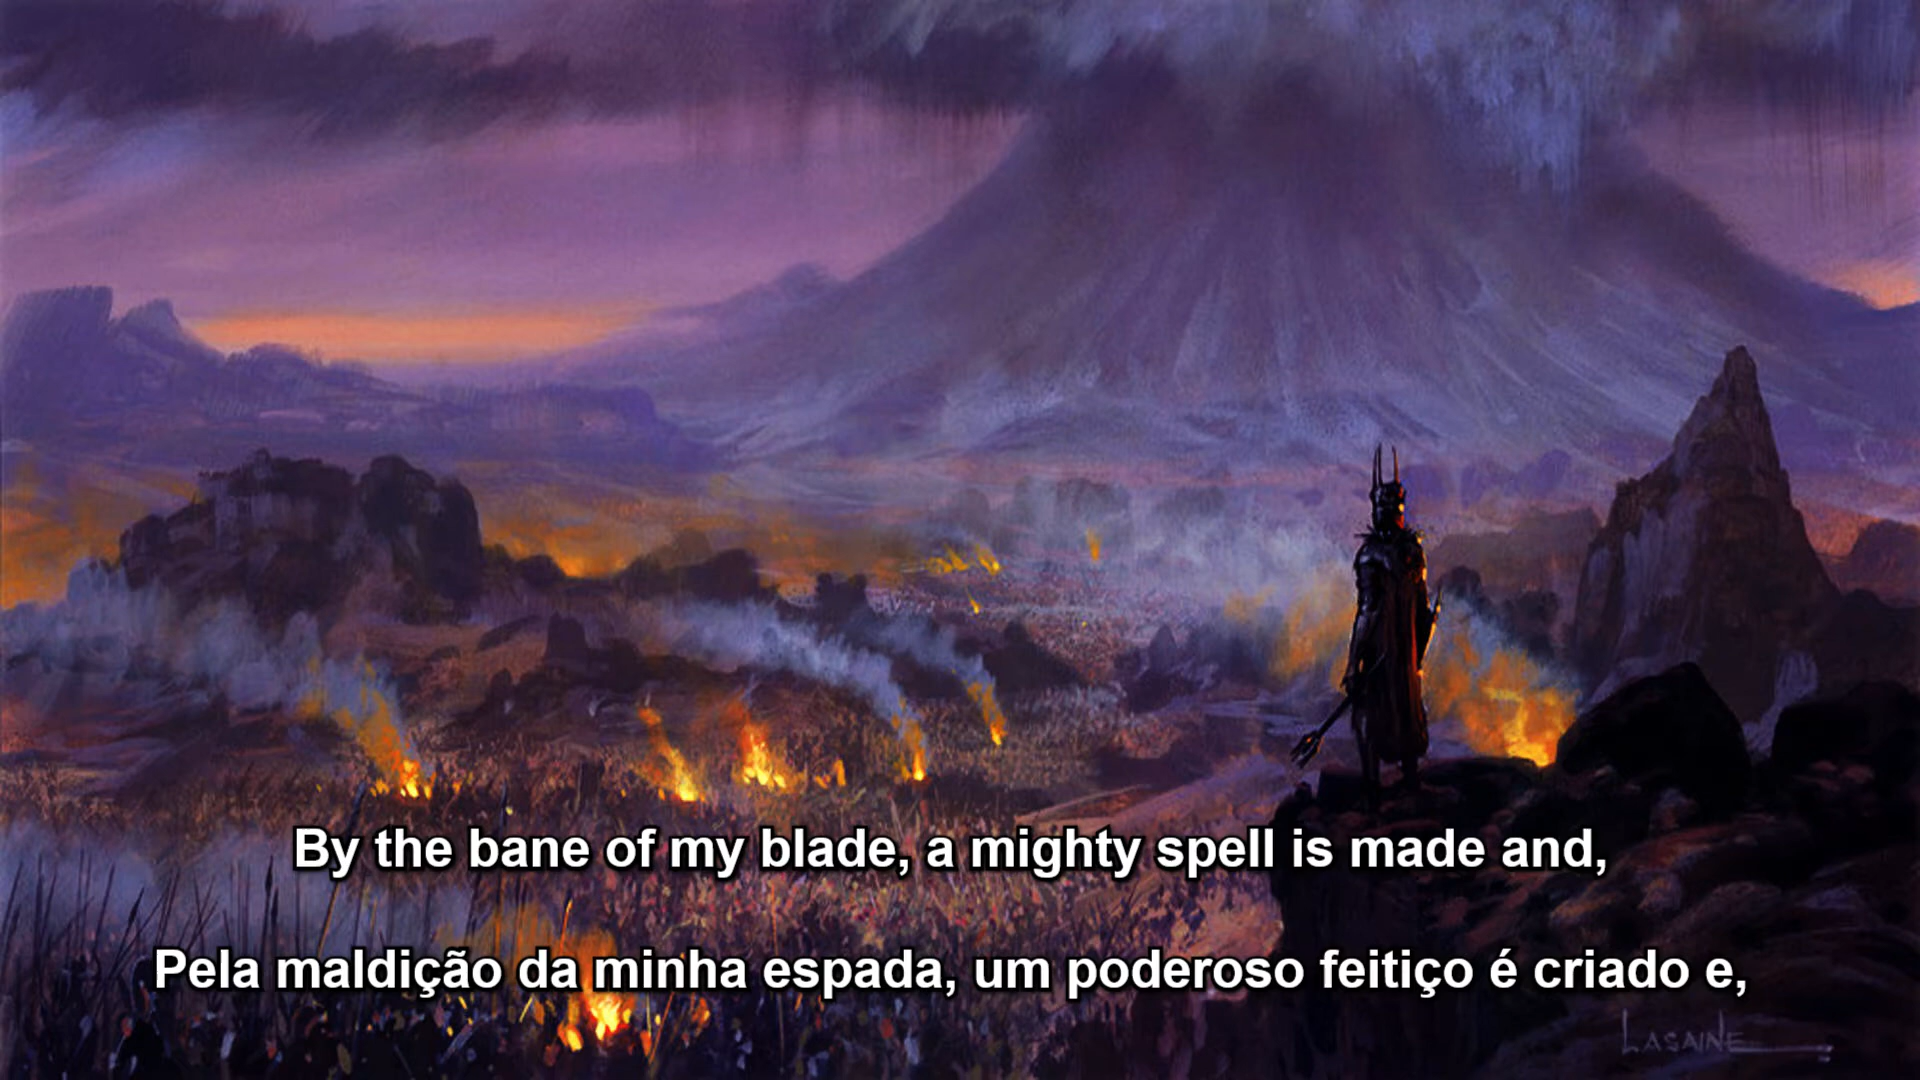 By the bane of my blade, a mighty spell is made and,
Pela maldição da minha espada, um poderoso feitiço é criado e,
LASAINE